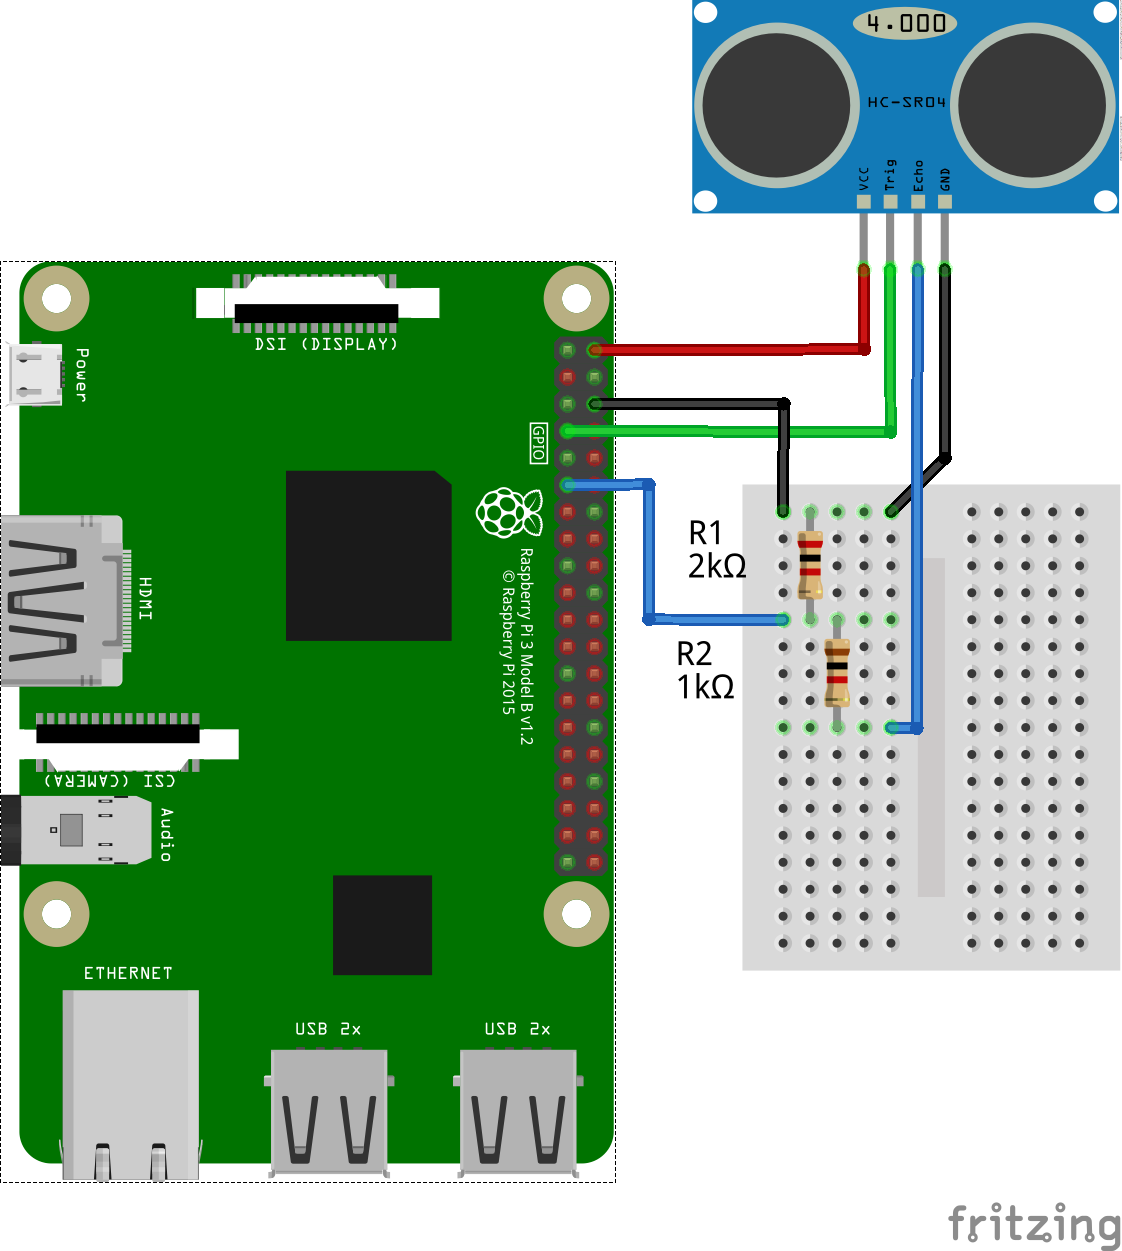 4.000
HC-SR04
VCC
Trig
Echo
GND
DSI (DISPLAY)
Power
GPIO
R1
2kΩ
Raspberry Pi 3 Model B v1.2
© Raspberry Pi 2015
HDMI
R2
1kΩ
CSI (CAMERA)
Audio
ETHERNET
USB 2x
USB 2x
fritzing